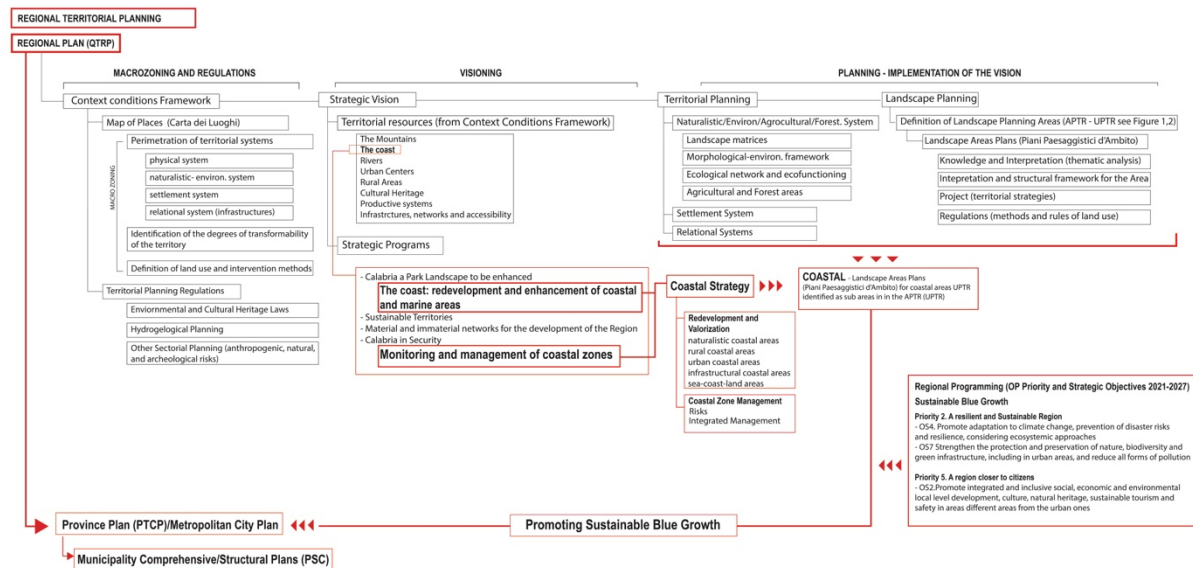 REGIONAL TERRITORIAL PLANNING
REGIONAL PLAN (QTRP)
MACROZONING AND REGULATIONS
Context conditions Framework
Map of Places (Carta dei Luoghi)
Perimetration of territorial systems
physical system
naturalistic- environ. system
settlement system
relational system (infrastructures)
MACRO ZONING
Identification of the degrees of transformability
of the territory
Definition of land use and intervention methods
Territorial Planning Regulations
Enviornmental and Cultural Heritage Laws
Hydrogelogical Planning
Other Sectorial Planning (anthropogenic, natural,
and archeological risks)
VISIONING
Strategic Vision
Territorial resources (from Context Conditions Framework)
The Mountains
The coast
Rivers
Urban Centers
Rural Areas
Cultural Heritage
Productive systems
Infrastrctures, networks and accessibility
Strategic Programs
- Calabria a Park Landscape to be enhanced
The coast: redevelopment and enhancement of coastal
and marine areas
- Sustainable Territories
- Material and immaterial networks for the development of the Region
- Calabria in Security
Monitoring and management of coastal zones
Coastal Strategy
Redevelopment and
Valorization
naturalistic coastal areas
rural coastal areas
urban coastal areas
infrastructural coastal areas
sea-coast-land areas
Coastal Zone Management
Risks
Integrated Management
PLANNING - IMPLEMENTATION OF THE VISION
Territorial Planning
Naturalistic/Environ/Agrocultural/Forest. System
Landscape matrices
Morphological-environ. framework
Ecological network and ecofunctioning
Agricultural and Forest areas
Settlement System
Relational Systems
Landscape Planning
Definition of Landscape Planning Areas (APTR - UPTR see Figure 1,2)
Landscape Areas Plans (Piani Paesaggistici d'Ambito)
Knowledge and Interpretation (thematic analysis)
Intepretation and structural framework for the Area
Project (territorial strategies)
Regulations (methods and rules of land use)
COASTAL - Landscape Areas Plans
(Piani Paesaggistici d'Ambito) for coastal areas UPTR
identified as sub areas in in the APTR (UPTR)
Regional Programming (OP Priority and Strategic Objectives 2021-2027)
Sustainable Blue Growth
Priority 2. A resilient and Sustainable Region
- OS4. Promote adaptation to climate change, prevention of disaster risks
and resilience, considering ecosystemic approaches
- OS7 Strengthen the protection and preservation of nature, biodiversity and
green infrastructure, including in urban areas, and reduce all forms of pollution
Priority 5. A region closer to citizens
- OS2.Promote integrated and inclusive social, economic and environmental
local level development, culture, natural heritage, sustainable tourism and
safety in areas different areas from the urban ones
Promoting Sustainable Blue Growth
Province Plan (PTCP)/Metropolitan City Plan
Municipality Comprehensive/Structural Plans (PSC)